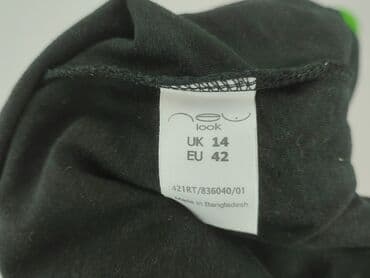 new
look
UK 14
EU 42
421RT/836040/01
Made in Bangladesh